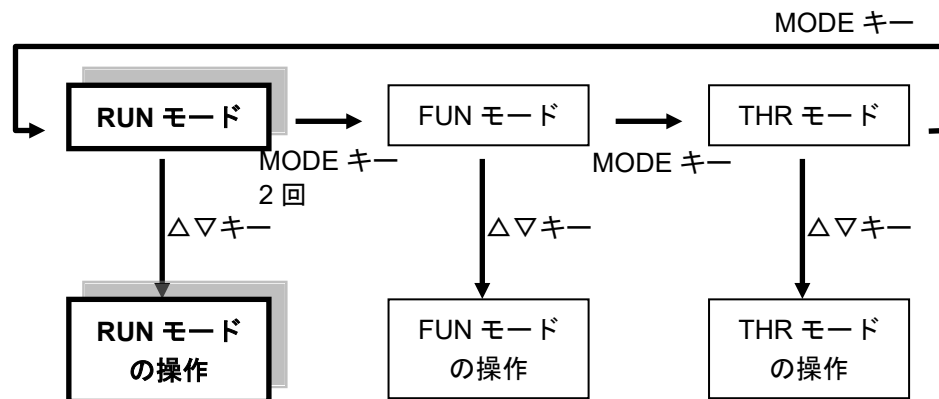 MODE キー
RUN モード
FUN モード
THR モード
MODE キー
2 回
MODE キー
△▽キー
△▽キー
△▽キー
RUN モード
の操作
FUN モード
の操作
THR モード
の操作